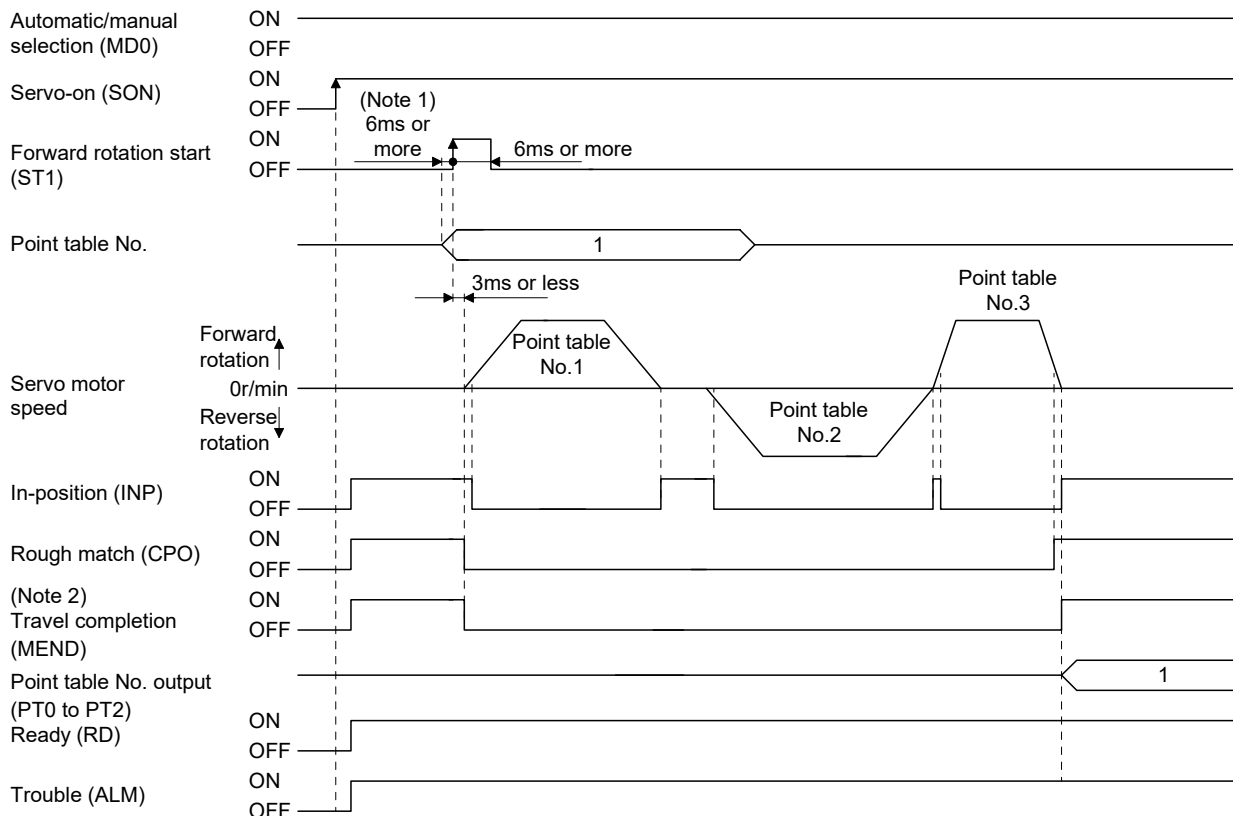 Automatic/manual
selection (MD0)
ON
OFF
Servo-on (SON)
ON
OFF
(Note 1)
6ms or
more
Forward rotation start
(ST1)
ON
OFF
6ms or more
Point table No.
1
3ms or less
Servo motor
speed
Forward
rotation
0r/min
Reverse
rotation
Point table
No.1
Point table
No.2
Point table
No.3
In-position (INP)
ON
OFF
Rough match (CPO)
ON
OFF
(Note 2)
Travel completion
(MEND)
ON
OFF
Point table No. output
(PT0 to PT2)
1
Ready (RD)
ON
OFF
Trouble (ALM)
ON
OFF